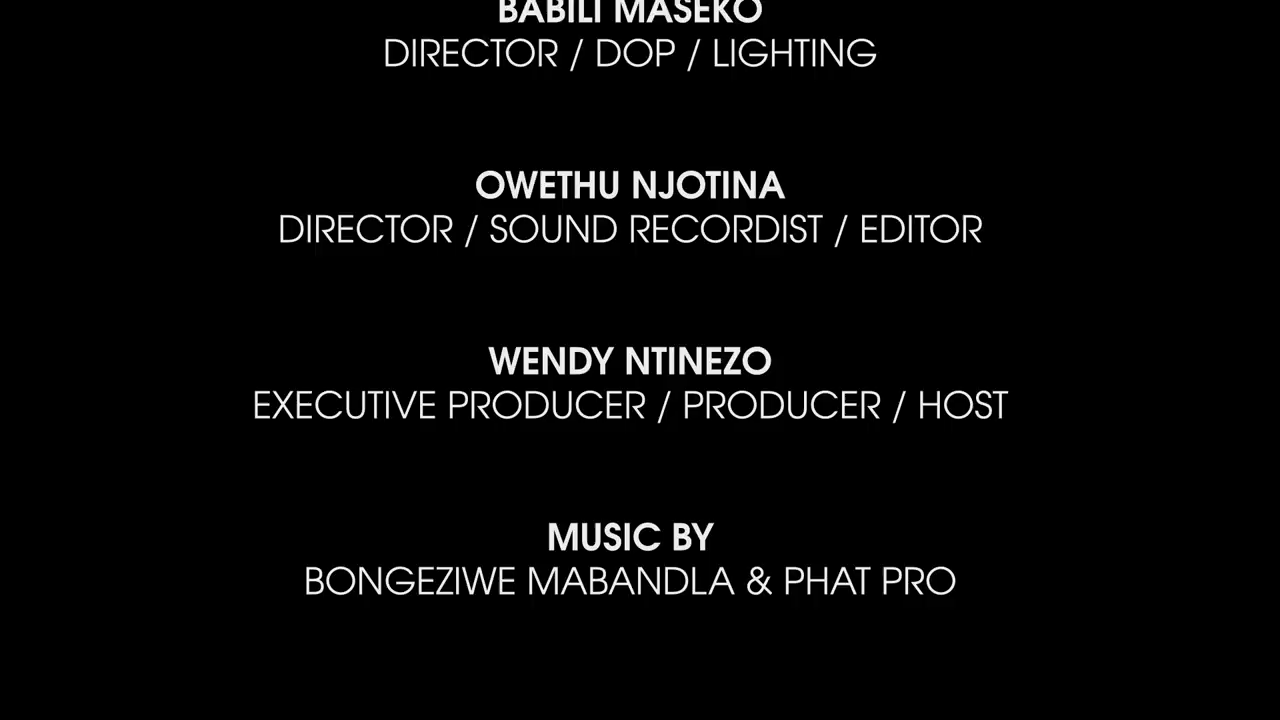 BABILI MASEKO
DIRECTOR / DOP / LIGHTING
OWETHU NJOTINA
DIRECTOR / SOUND RECORDIST / EDITOR
WENDY NTINEZO
EXECUTIVE PRODUCER / PRODUCER / HOST
MUSIC BY
BONGEZIWE MABANDLA & PHAT PRO